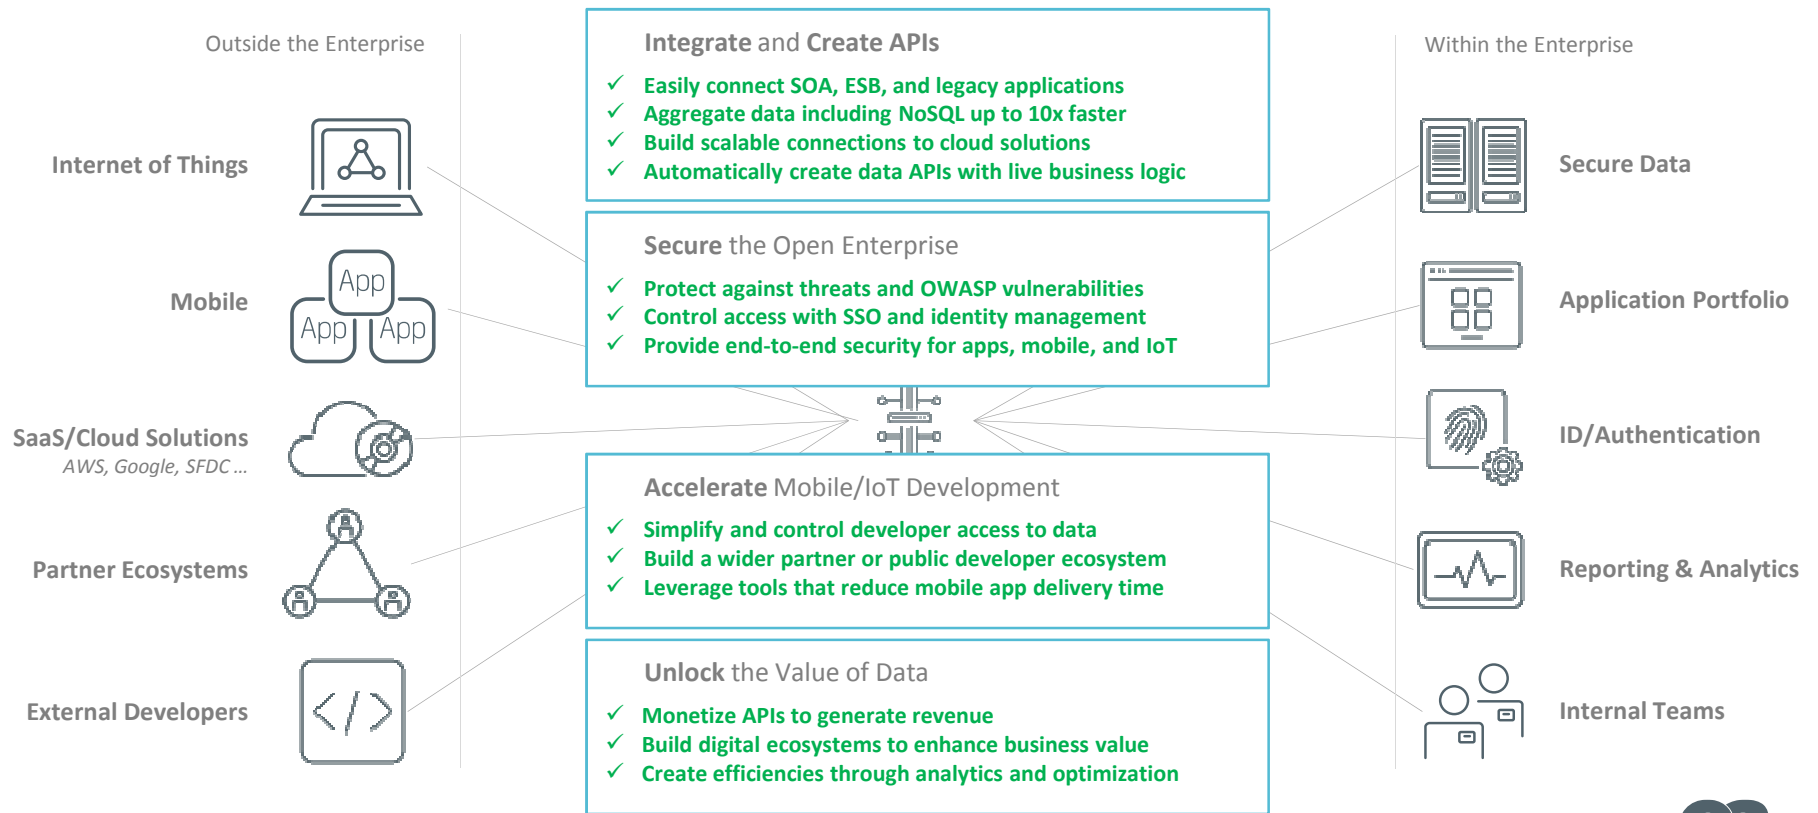 Outside the Enterprise
Internet of Things
Mobile
App
App
App
SaaS/Cloud Solutions
AWS, Google, SFDC ...
Partner Ecosystems
External Developers
Integrate and Create APIs
✓ Easily connect SOA, ESB, and legacy applications
✓ Aggregate data including NoSQL up to 10x faster
✓ Build scalable connections to cloud solutions
✓ Automatically create data APIs with live business logic
Secure the Open Enterprise
✓ Protect against threats and OWASP vulnerabilities
✓ Control access with SSO and identity management
✓ Provide end-to-end security for apps, mobile, and IoT
Accelerate Mobile/IoT Development
✓ Simplify and control developer access to data
✓ Build a wider partner or public developer ecosystem
✓ Leverage tools that reduce mobile app delivery time
Unlock the Value of Data
✓ Monetize APIs to generate revenue
✓ Build digital ecosystems to enhance business value
✓ Create efficiencies through analytics and optimization
Within the Enterprise
Secure Data
Application Portfolio
ID/Authentication
Reporting & Analytics
Internal Teams